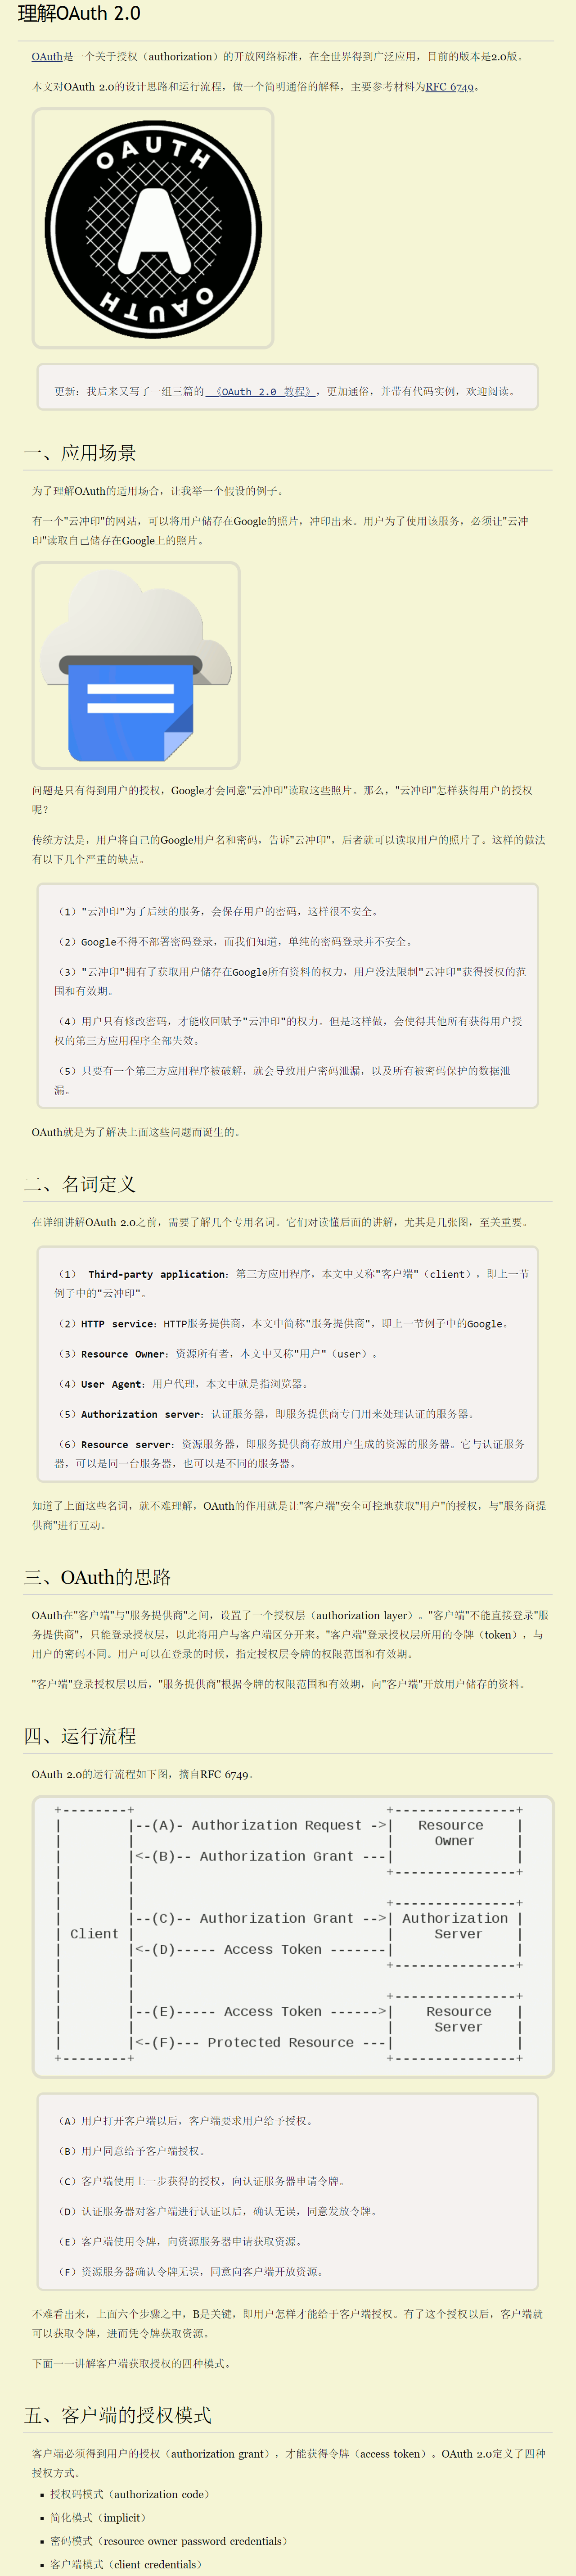 理解OAuth 2.0
OAuth是一个关于授权（authorization）的开放网络标准，在全世界得到广泛应用，目前的版本是2.0版。
本文对OAuth 2.0的设计思路和运行流程，做一个简明通俗的解释，主要参考材料为RFC 6749。
OAUTH
A
OAUTH
更新：我后来又写了一组三篇的 《OAuth 2.0 教程》，更加通俗，并带有代码实例，欢迎阅读。
一、应用场景
为了理解OAuth的适用场合，让我举一个假设的例子。
有一个"云冲印"的网站，可以将用户储存在Google的照片，冲印出来。用户为了使用该服务，必须让"云冲
印"读取自己储存在Google上的照片。
问题是只有得到用户的授权，Google才会同意"云冲印"读取这些照片。那么，"云冲印"怎样获得用户的授权
呢？
传统方法是，用户将自己的Google用户名和密码，告诉"云冲印"，后者就可以读取用户的照片了。这样的做法
有以下几个严重的缺点。
（1）"云冲印"为了后续的服务，会保存用户的密码，这样很不安全。
（2）Google不得不部署密码登录，而我们知道，单纯的密码登录并不安全。
（3）"云冲印"拥有了获取用户储存在Google所有资料的权力，用户没法限制"云冲印"获得授权的范
围和有效期。
（4）用户只有修改密码，才能收回赋予"云冲印"的权力。但是这样做，会使得其他所有获得用户授
权的第三方应用程序全部失效。
（5）只要有一个第三方应用程序被破解，就会导致用户密码泄漏，以及所有被密码保护的数据泄
漏。
OAuth就是为了解决上面这些问题而诞生的。
二、名词定义
在详细讲解OAuth 2.0之前，需要了解几个专用名词。它们对读懂后面的讲解，尤其是几张图，至关重要。
（1） Third-party application：第三方应用程序，本文中又称"客户端"（client），即上一节
例子中的"云冲印"。
（2）HTTP service：HTTP服务提供商，本文中简称"服务提供商"，即上一节例子中的Google。
（3）Resource Owner：资源所有者，本文中又称"用户"（user）。
（4）User Agent：用户代理，本文中就是指浏览器。
（5）Authorization server：认证服务器，即服务提供商专门用来处理认证的服务器。
（6）Resource server：资源服务器，即服务提供商存放用户生成的资源的服务器。它与认证服务
器，可以是同一台服务器，也可以是不同的服务器。
知道了上面这些名词，就不难理解，OAuth的作用就是让"客户端"安全可控地获取"用户"的授权，与"服务商提
供商"进行互动。
三、OAuth的思路
OAuth在"客户端"与"服务提供商"之间，设置了一个授权层（authorization layer）。"客户端"不能直接登录"服
务提供商"，只能登录授权层，以此将用户与客户端区分开来。"客户端"登录授权层所用的令牌（token），与
用户的密码不同。用户可以在登录的时候，指定授权层令牌的权限范围和有效期。
"客户端"登录授权层以后，"服务提供商"根据令牌的权限范围和有效期，向"客户端"开放用户储存的资料。
四、运行流程
OAuth 2.0的运行流程如下图，摘自RFC 6749。
+--------+                               +---------------+
|        |--(A)- Authorization Request ->|   Resource    |
|        |                               |     Owner     |
|        |<-(B)-- Authorization Grant ---|               |
|        |                               +---------------+
|        |
|        |                               +---------------+
|        |--(C)-- Authorization Grant -->| Authorization |
| Client |                               |     Server    |
|        |<-(D)----- Access Token -------|               |
|        |                               +---------------+
|        |
|        |                               +---------------+
|        |--(E)----- Access Token ------>|    Resource   |
|        |                               |     Server    |
|        |<-(F)--- Protected Resource ---|               |
+--------+                               +---------------+
（A）用户打开客户端以后，客户端要求用户给予授权。
（B）用户同意给予客户端授权。
（C）客户端使用上一步获得的授权，向认证服务器申请令牌。
（D）认证服务器对客户端进行认证以后，确认无误，同意发放令牌。
（E）客户端使用令牌，向资源服务器申请获取资源。
（F）资源服务器确认令牌无误，同意向客户端开放资源。
不难看出来，上面六个步骤之中，B是关键，即用户怎样才能给于客户端授权。有了这个授权以后，客户端就
可以获取令牌，进而凭令牌获取资源。
下面一一讲解客户端获取授权的四种模式。
五、客户端的授权模式
客户端必须得到用户的授权（authorization grant），才能获得令牌（access token）。OAuth 2.0定义了四种
授权方式。
▪ 授权码模式（authorization code）
▪ 简化模式（implicit）
▪ 密码模式（resource owner password credentials）
▪ 客户端模式（client credentials）